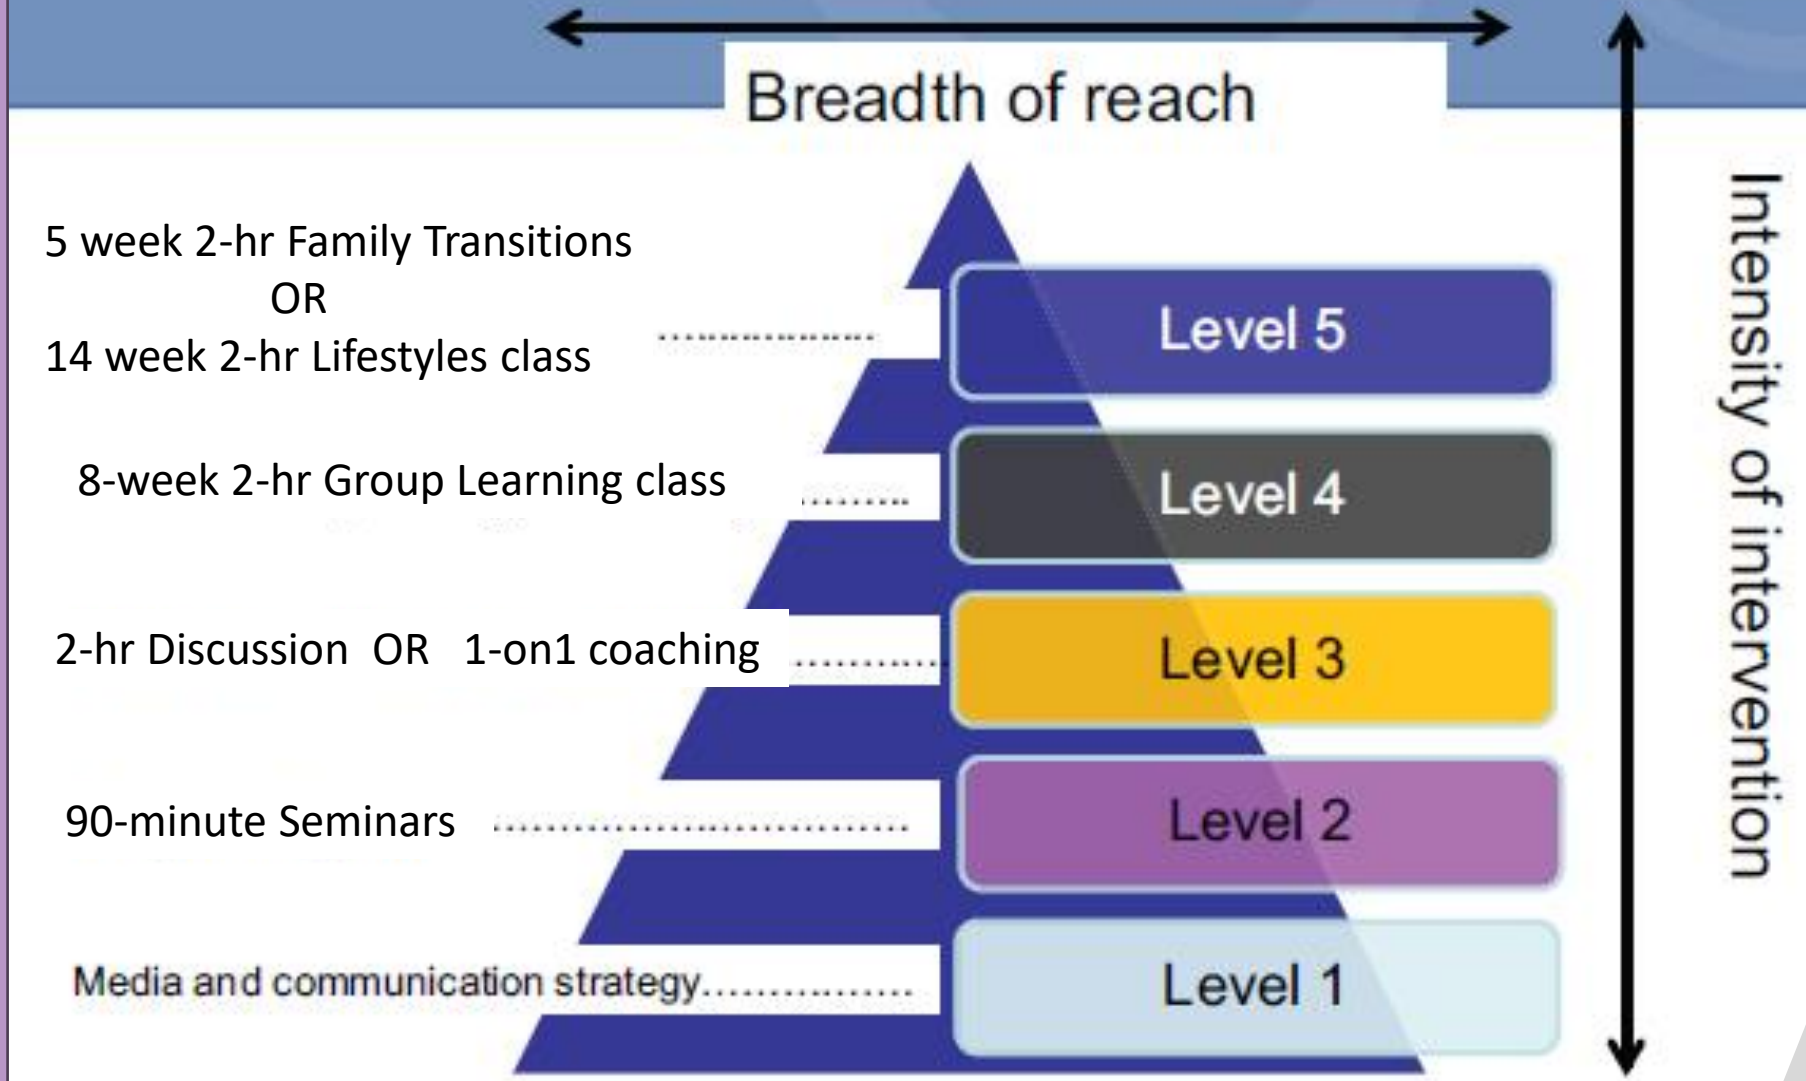 Breadth of reach
5 week 2-hr Family Transitions
OR
14 week 2-hr Lifestyles class
Level 5
8-week 2-hr Group Learning class
Level 4
2-hr Discussion OR 1-on1 coaching
Level 3
90-minute Seminars
Level 2
Media and communication strategy
Level 1
Intensity of intervention